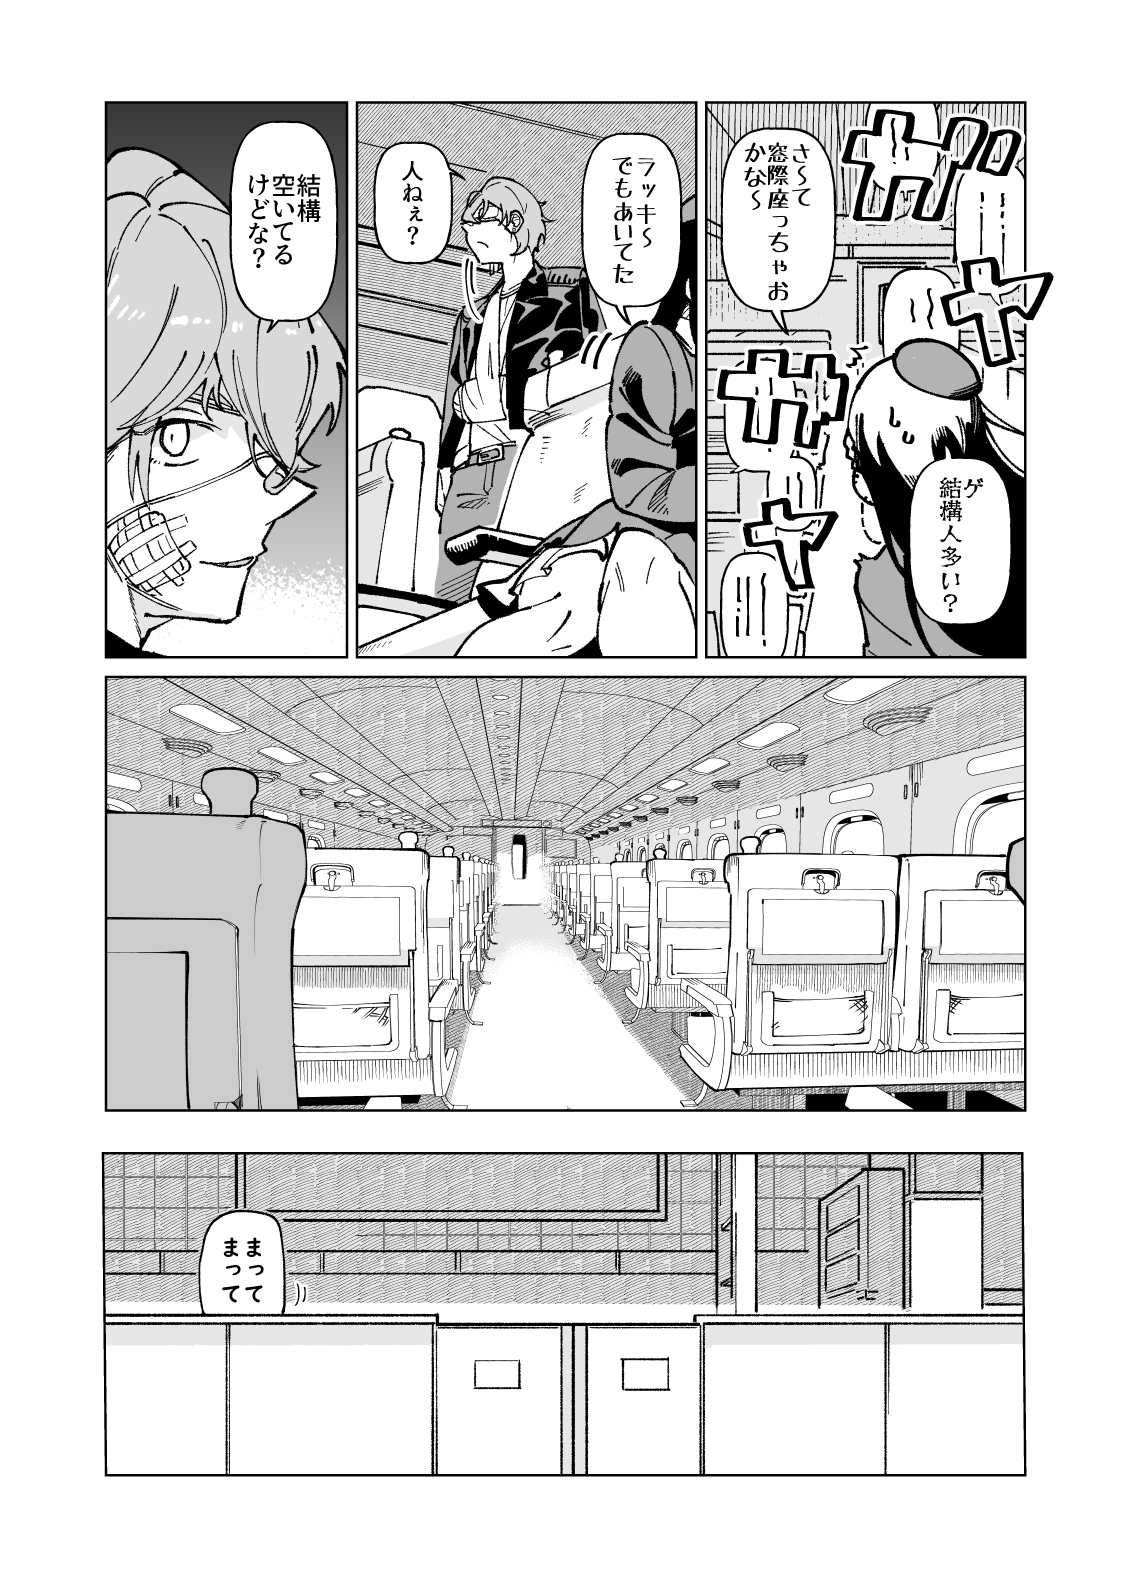 さ〜て
窓際座っちゃお
かな〜
ガヤ
ガヤ
ゲ
結構人多い？
ラッキ〜
でもあいてた
人ねぇ？
結構
空いてる
けどな？
まって
まって